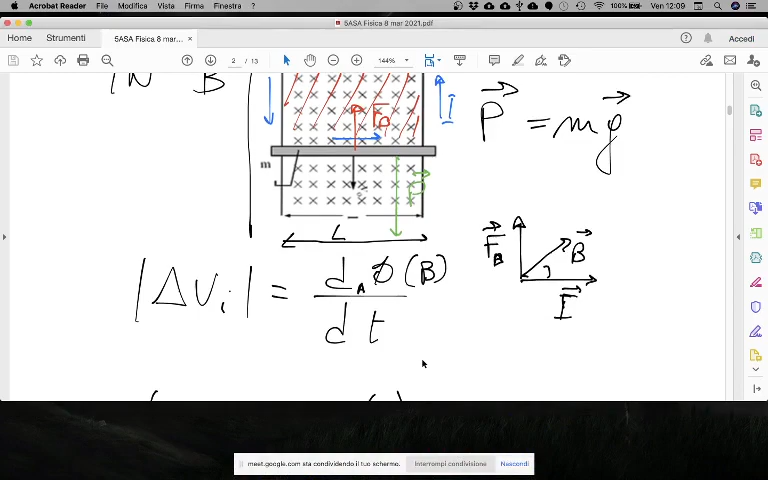 Acrobat Reader File Modifica Vista Firma Finestra ? 100% Ven 12:09
5ASA Fisica 8 mar 2021.pdf
Home Strumenti 5ASA Fisica 8 mar... × ? Accedi
2 / 13 144%
IN B
I
P = mg
m
L
F B
I
|ΔVi| = d Φ(B)
dt
meet.google.com sta condividendo il tuo schermo. Interrompi condivisione Nascondi